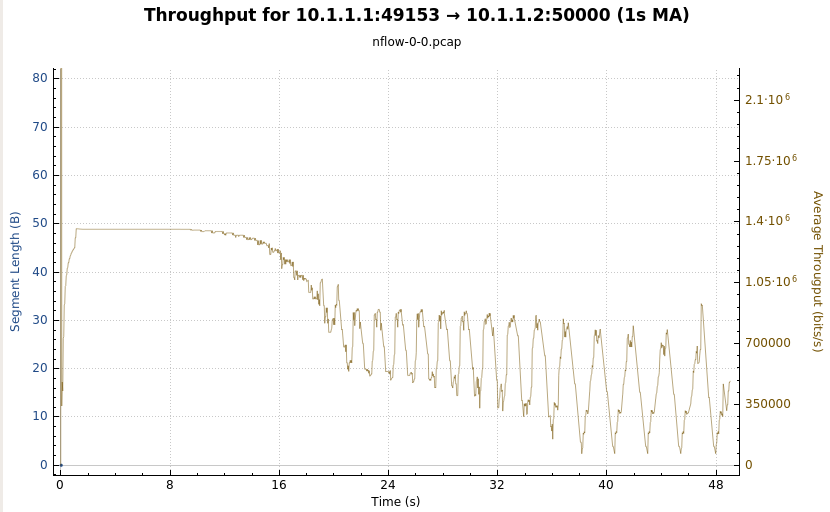 Throughput for 10.1.1.1:49153 → 10.1.1.2:50000 (1s MA)
nflow-0-0.pcap
Segment Length (B)
80
70
60
50
40
30
20
10
0
2.1·10⁶
1.75·10⁶
1.4·10⁶
1.05·10⁶
700000
350000
0
Average Througput (bits/s)
0 8 16 24 32 40 48
Time (s)